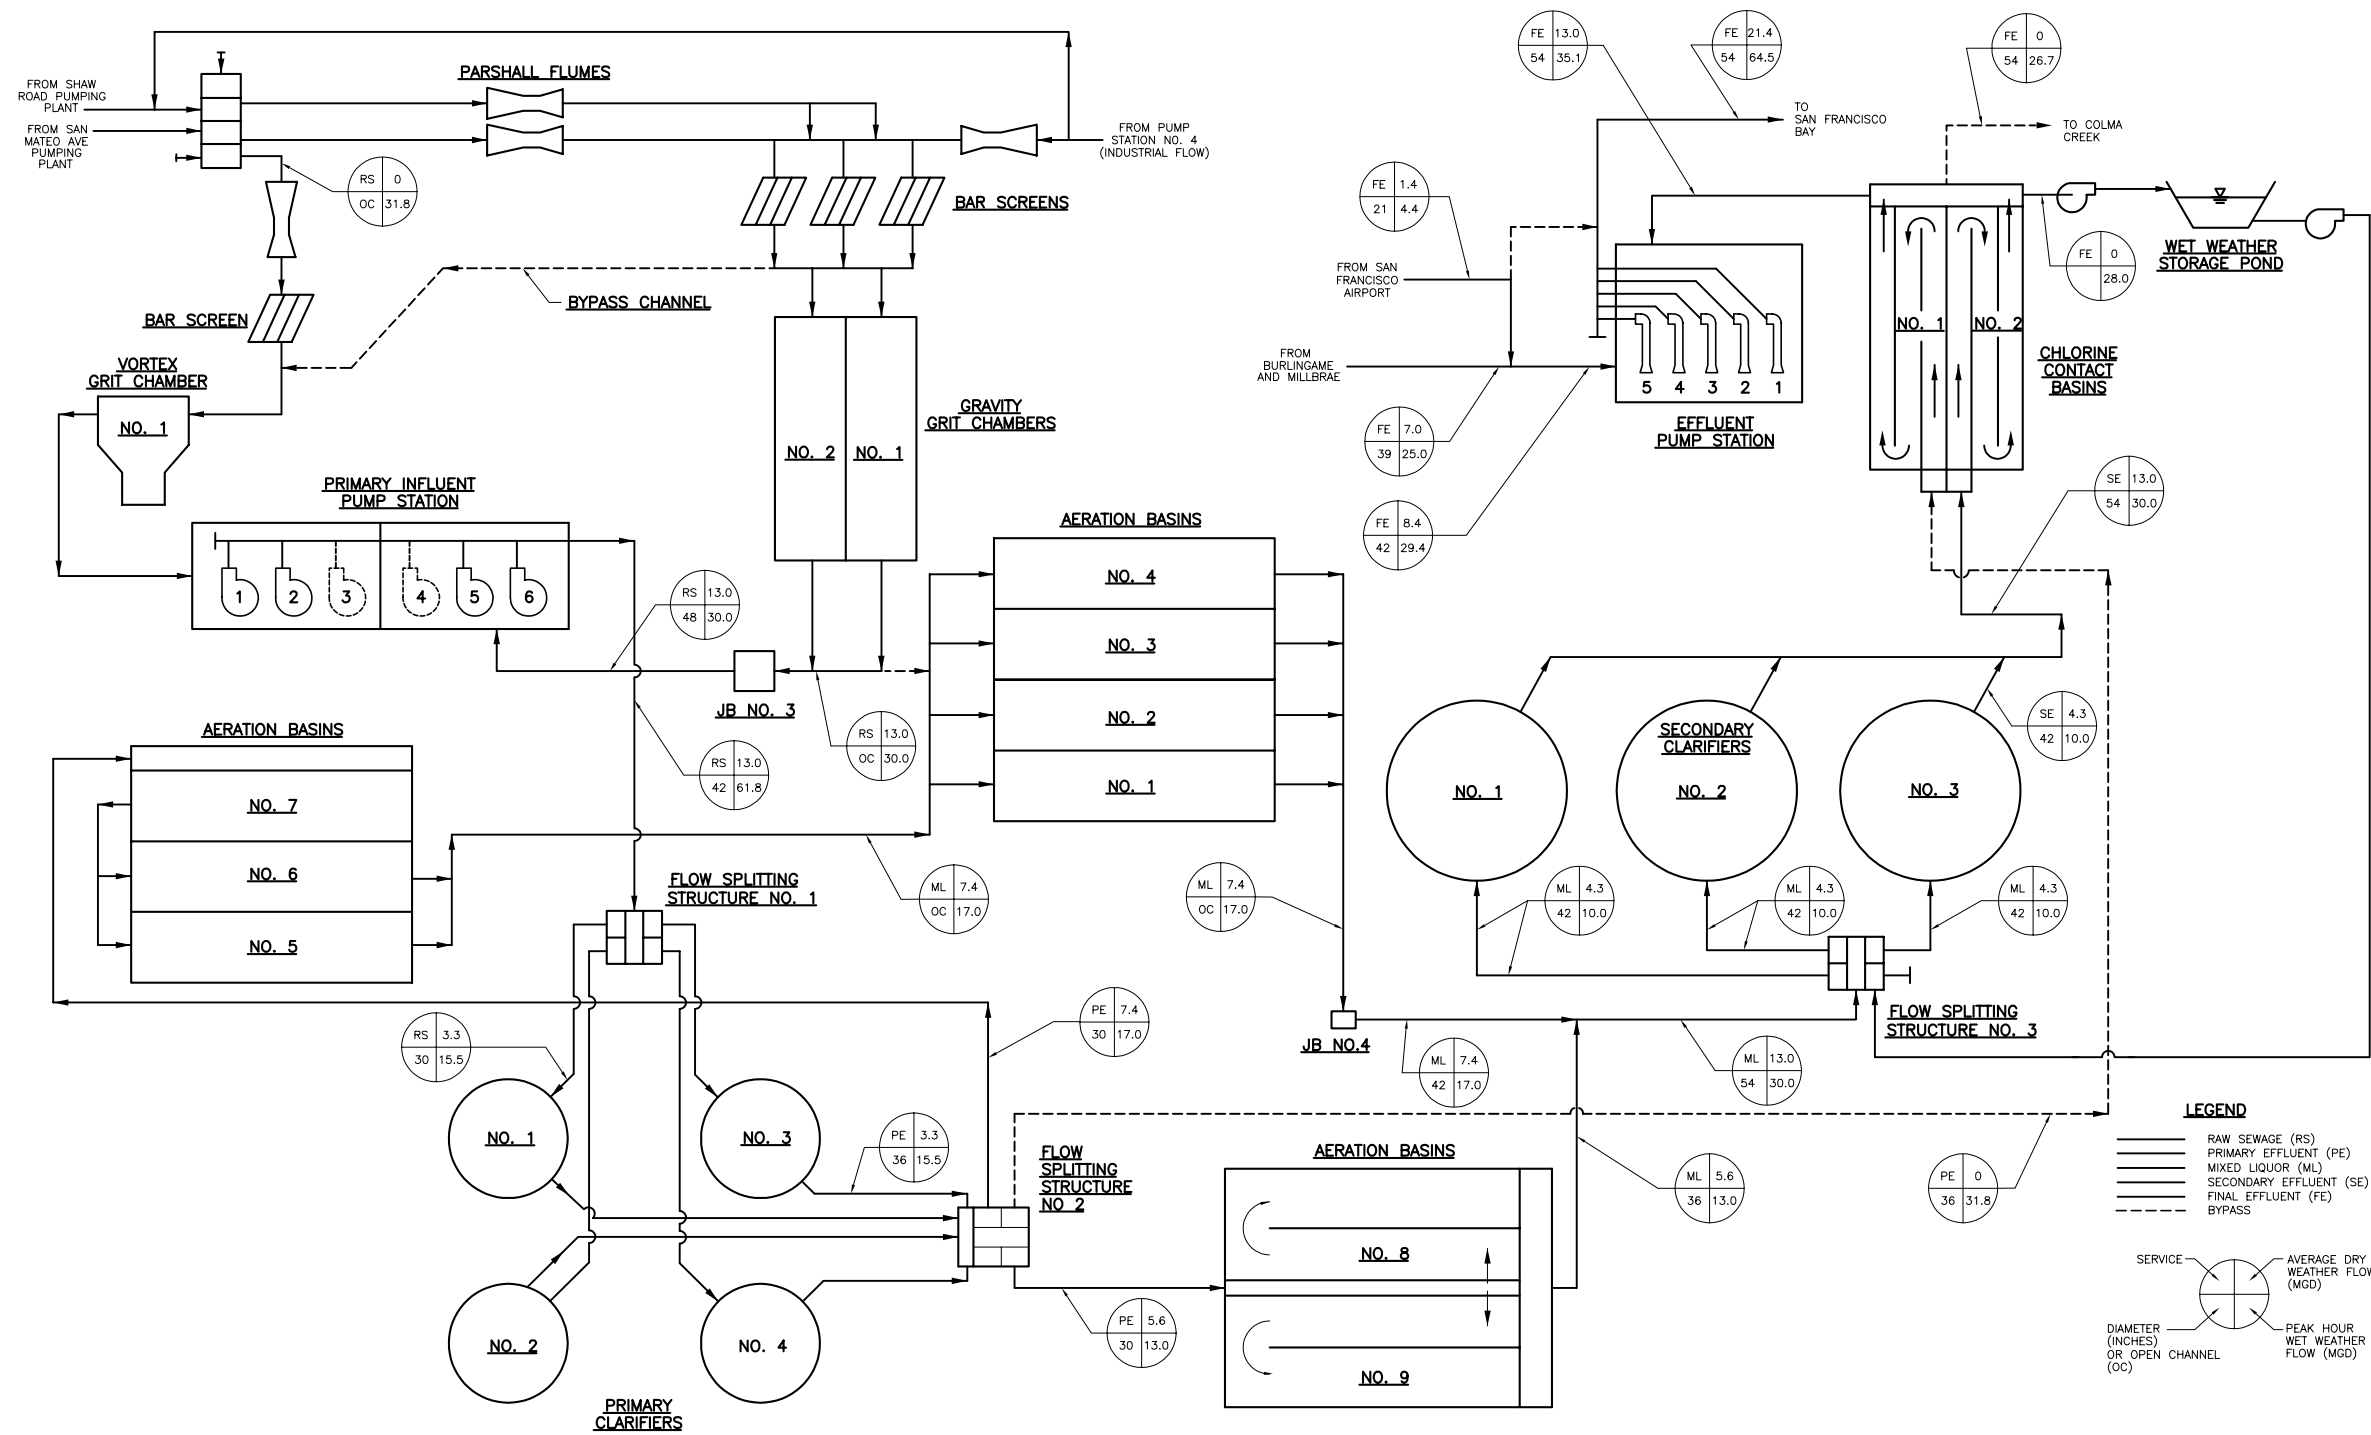 FROM SHAW
ROAD PUMPING
PLANT
FROM SAN
MATEO AVE
PUMPING
PLANT
PARSHALL FLUMES
FROM PUMP
STATION NO. 4
(INDUSTRIAL FLOW)
RS 0
OC 31.8
BAR SCREENS
BYPASS CHANNEL
BAR SCREEN
VORTEX
GRIT CHAMBER
NO. 1
GRAVITY
GRIT CHAMBERS
NO. 2 NO. 1
PRIMARY INFLUENT
PUMP STATION
1 2 3 4 5 6
RS 13.0
48 30.0
JB NO. 3
RS 13.0
OC 30.0
RS 13.0
42 61.8
AERATION BASINS
NO. 4
NO. 3
NO. 2
NO. 1
AERATION BASINS
NO. 7
NO. 6
NO. 5
FLOW SPLITTING
STRUCTURE NO. 1
ML 7.4
OC 17.0
ML 7.4
OC 17.0
RS 3.3
30 15.5
PE 7.4
30 17.0
NO. 1
NO. 3
NO. 2
NO. 4
PRIMARY
CLARIFIERS
PE 3.3
36 15.5
FLOW
SPLITTING
STRUCTURE
NO 2
PE 5.6
30 13.0
AERATION BASINS
NO. 8
NO. 9
JB NO.4
ML 7.4
42 17.0
ML 13.0
54 30.0
ML 5.6
36 13.0
PE 0
36 31.8
FE 13.0
54 35.1
FE 21.4
54 64.5
FE 0
54 26.7
TO
SAN FRANCISCO
BAY
TO COLMA
CREEK
FE 1.4
21 4.4
FROM SAN
FRANCISCO
AIRPORT
FROM
BURLINGAME
AND MILLBRAE
5 4 3 2 1
EFFLUENT
PUMP STATION
FE 7.0
39 25.0
FE 8.4
42 29.4
NO. 1 NO. 2
CHLORINE
CONTACT
BASINS
FE 0
28.0
WET WEATHER
STORAGE POND
SE 13.0
54 30.0
SE 4.3
42 10.0
SECONDARY
CLARIFIERS
NO. 1
NO. 2
NO. 3
ML 4.3
42 10.0
ML 4.3
42 10.0
ML 4.3
42 10.0
FLOW SPLITTING
STRUCTURE NO. 3
LEGEND
RAW SEWAGE (RS)
PRIMARY EFFLUENT (PE)
MIXED LIQUOR (ML)
SECONDARY EFFLUENT (SE)
FINAL EFFLUENT (FE)
BYPASS
SERVICE
AVERAGE DRY
WEATHER FLOW
(MGD)
DIAMETER
(INCHES)
OR OPEN CHANNEL
(OC)
PEAK HOUR
WET WEATHER
FLOW (MGD)